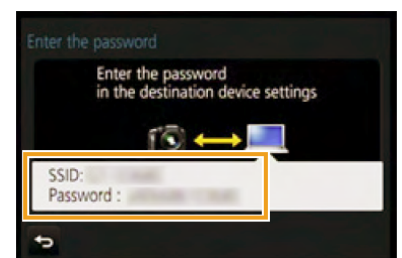 Enter the password
Enter the password
in the destination device settings
SSID:
Password :